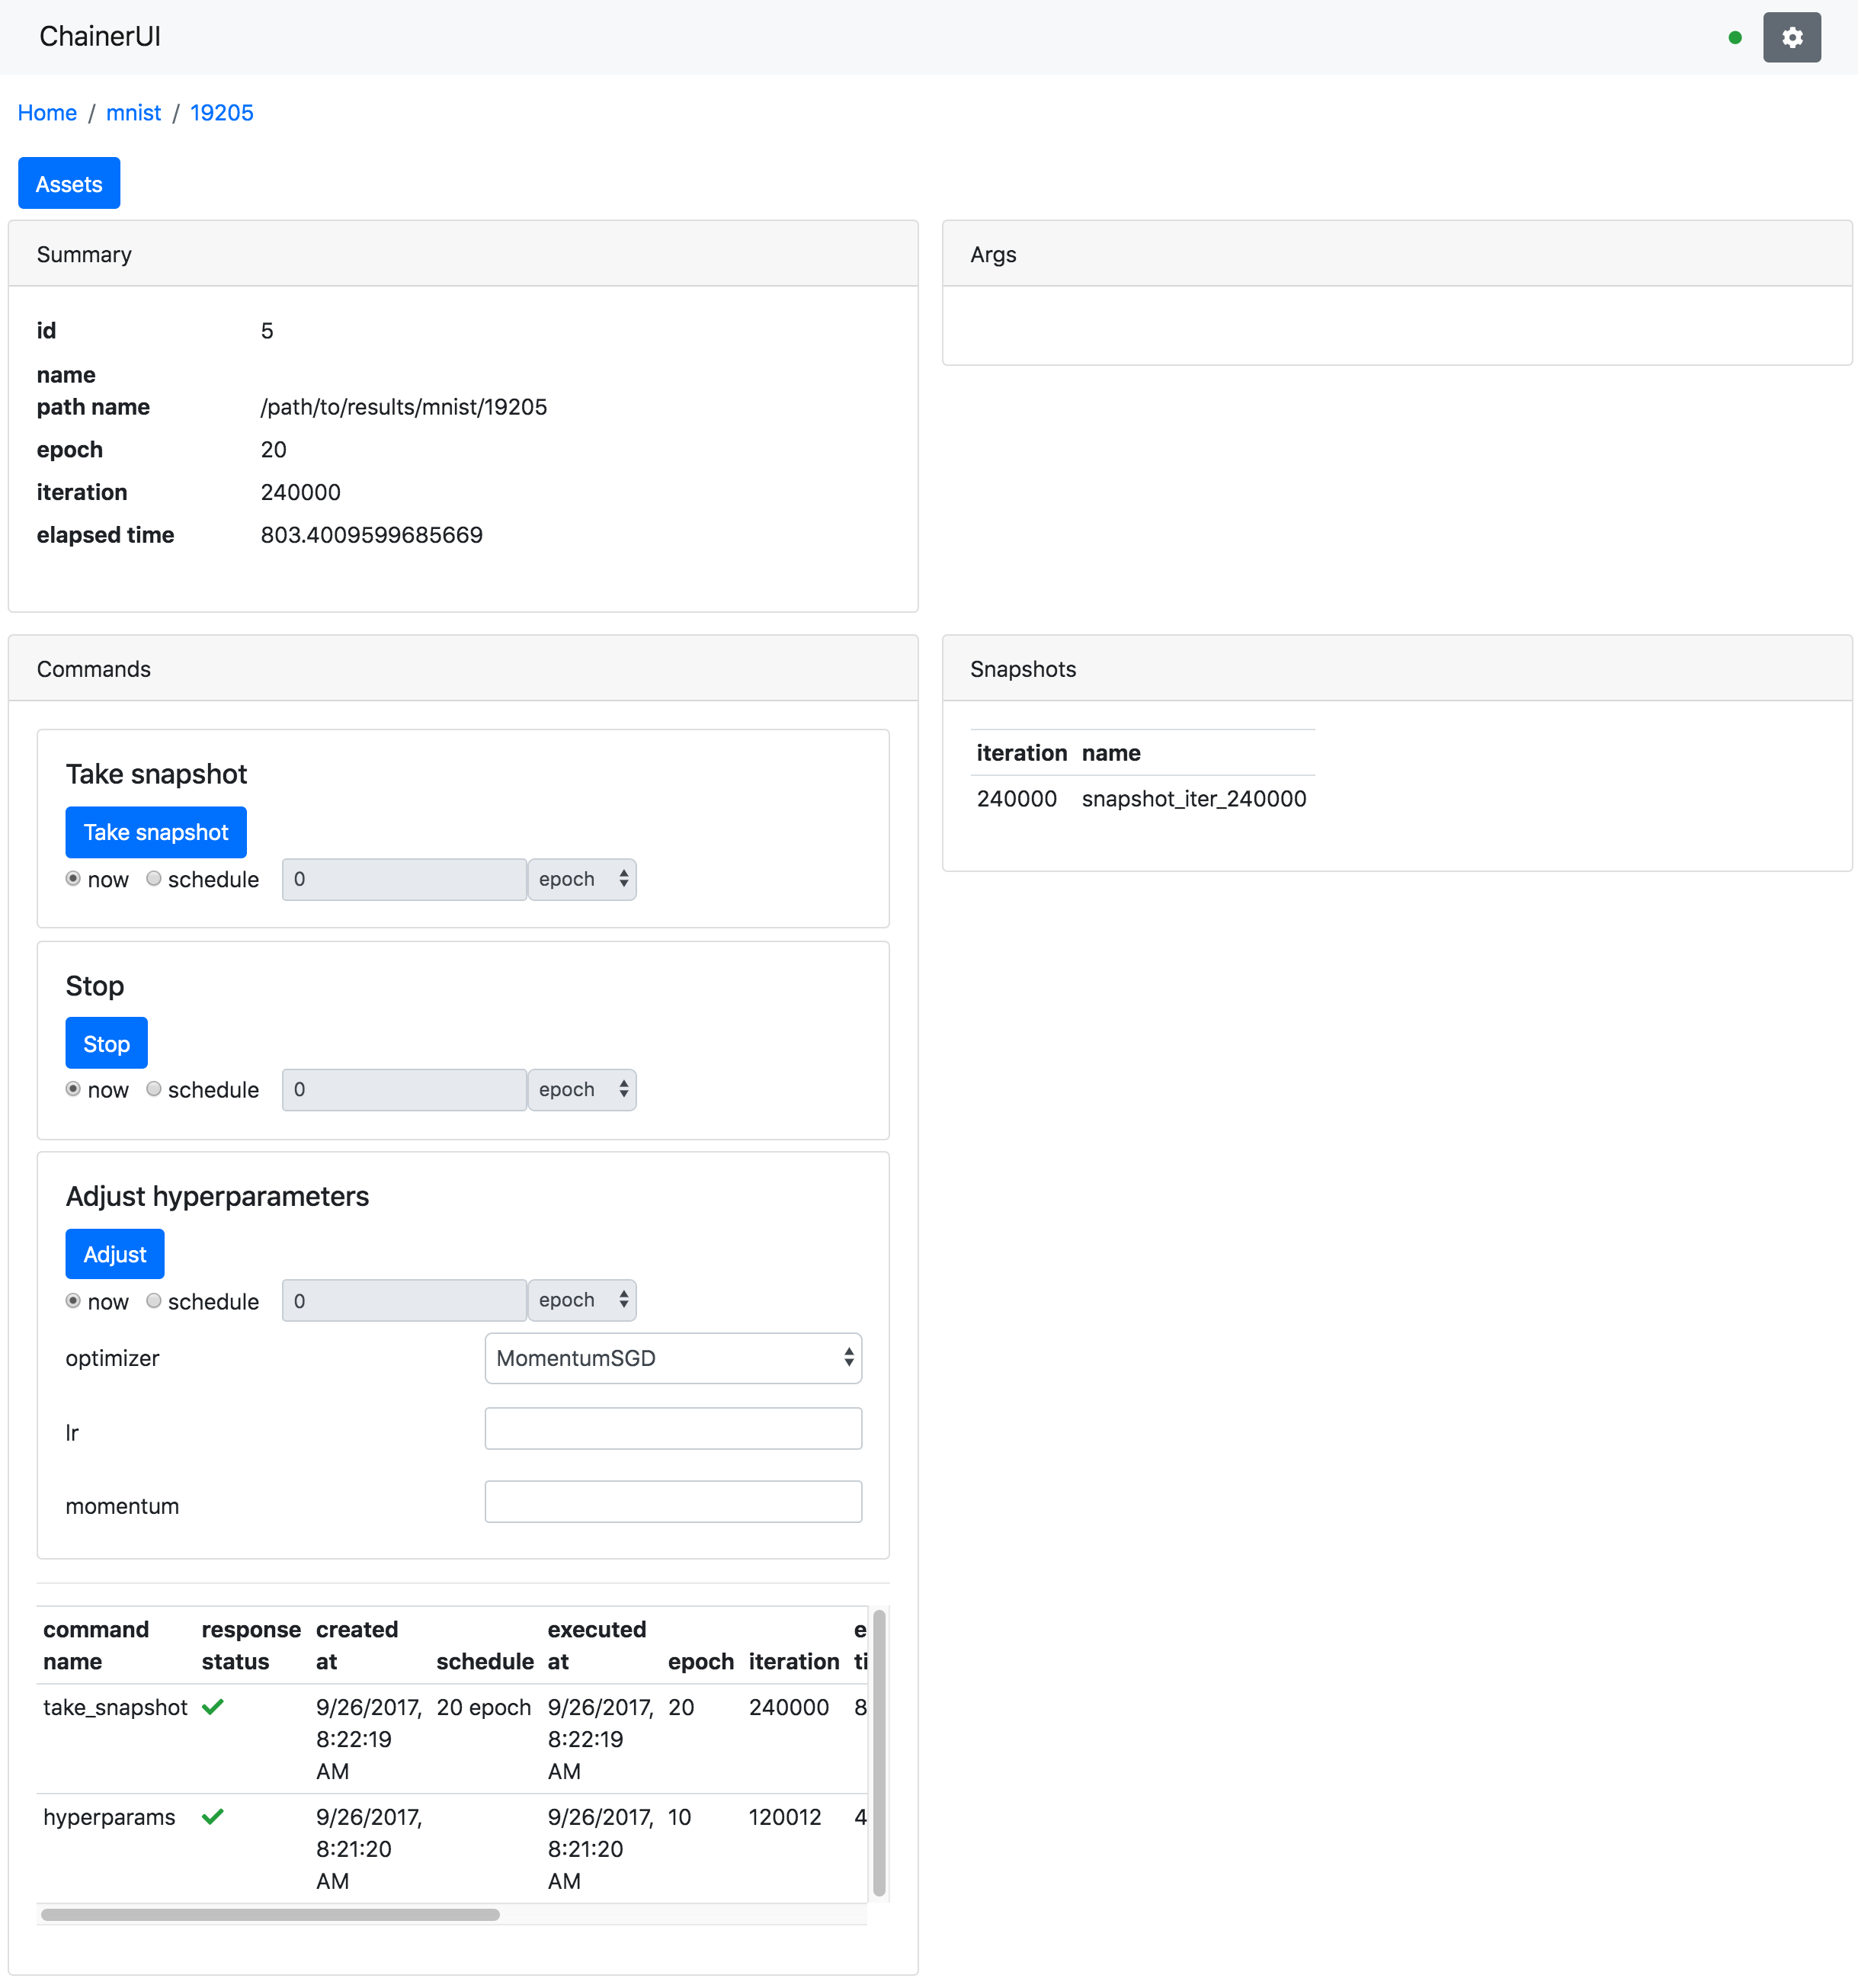 ChainerUI
Home / mnist / 19205
Assets
Summary
id 5
name
path name /path/to/results/mnist/19205
epoch 20
iteration 240000
elapsed time 803.4009599685669
Args
Commands
Take snapshot
Take snapshot
now schedule 0 epoch
Stop
Stop
now schedule 0 epoch
Adjust hyperparameters
Adjust
now schedule 0 epoch
optimizer MomentumSGD
lr
momentum
command response created executed
name status at schedule at epoch iteration
take_snapshot 9/26/2017, 20 epoch 9/26/2017, 20 240000
8:22:19 8:22:19
AM AM
hyperparams 9/26/2017, 9/26/2017, 10 120012
8:21:20 8:21:20
AM AM
Snapshots
iteration name
240000 snapshot_iter_240000